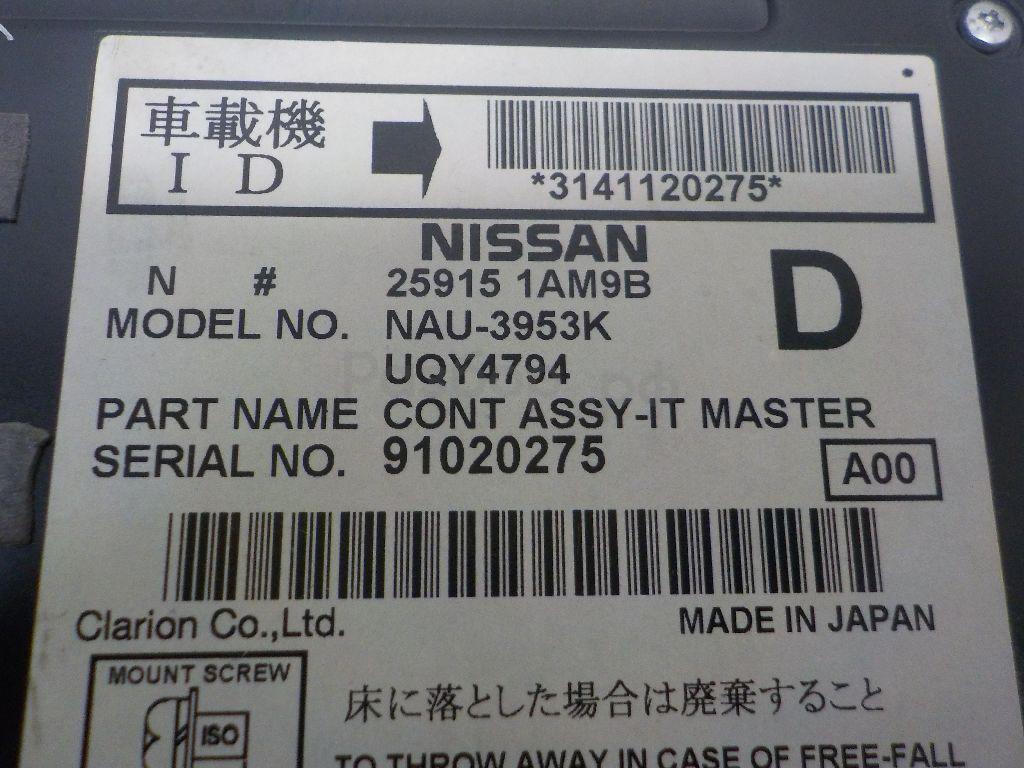 車載機
I D
*3141120275*
NISSAN
N # 25915 1AM9B
D
MODEL NO. NAU-3953K
UQY4794
PART NAME CONT ASSY-IT MASTER
SERIAL NO. 91020275
A00
Clarion Co.,Ltd.
MADE IN JAPAN
MOUNT SCREW
ISO
床に落とした場合は廃棄すること
TO THROW AWAY IN CASE OF FREE-FALL